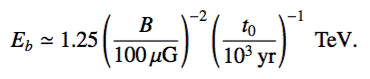 E_b ≃ 1.25 (B / 100 μG)^{-2} (t_0 / 10^3 yr)^{-1} TeV.